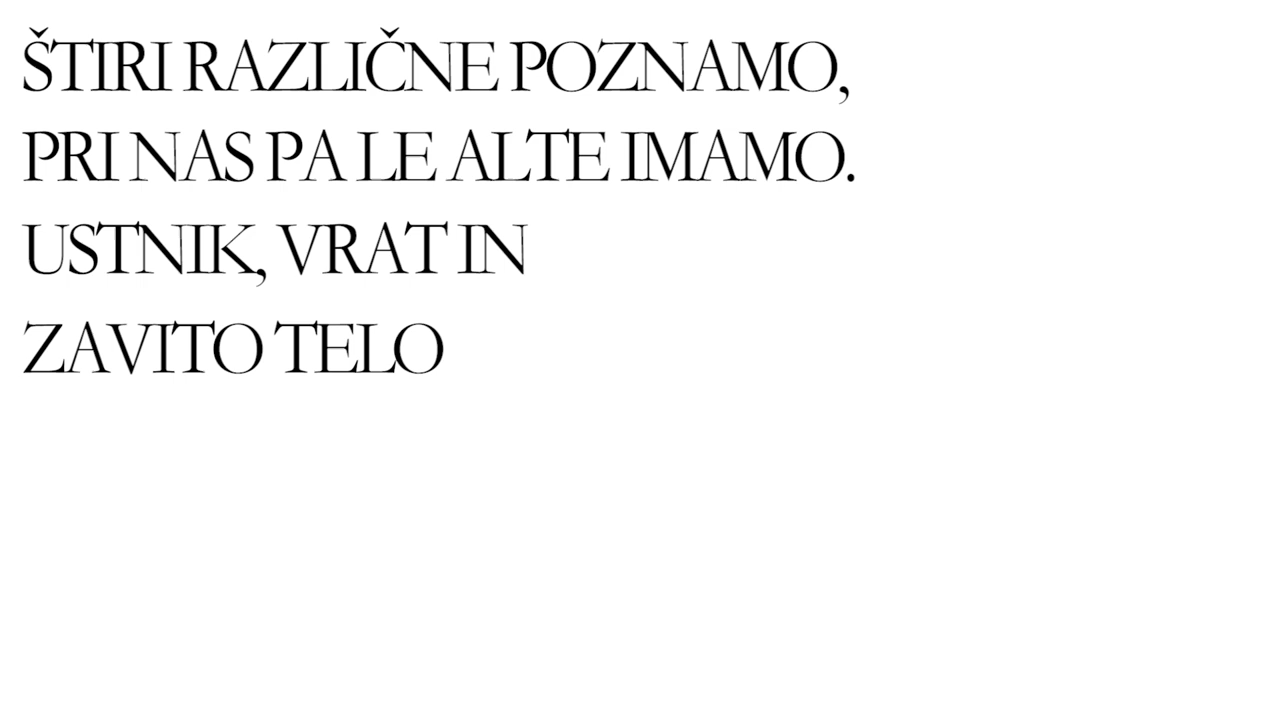 ŠTIRI RAZLIČNE POZNAMO,
PRI NAS PA LE ALTE IMAMO.
USTNIK, VRAT IN
ZAVITO TELO